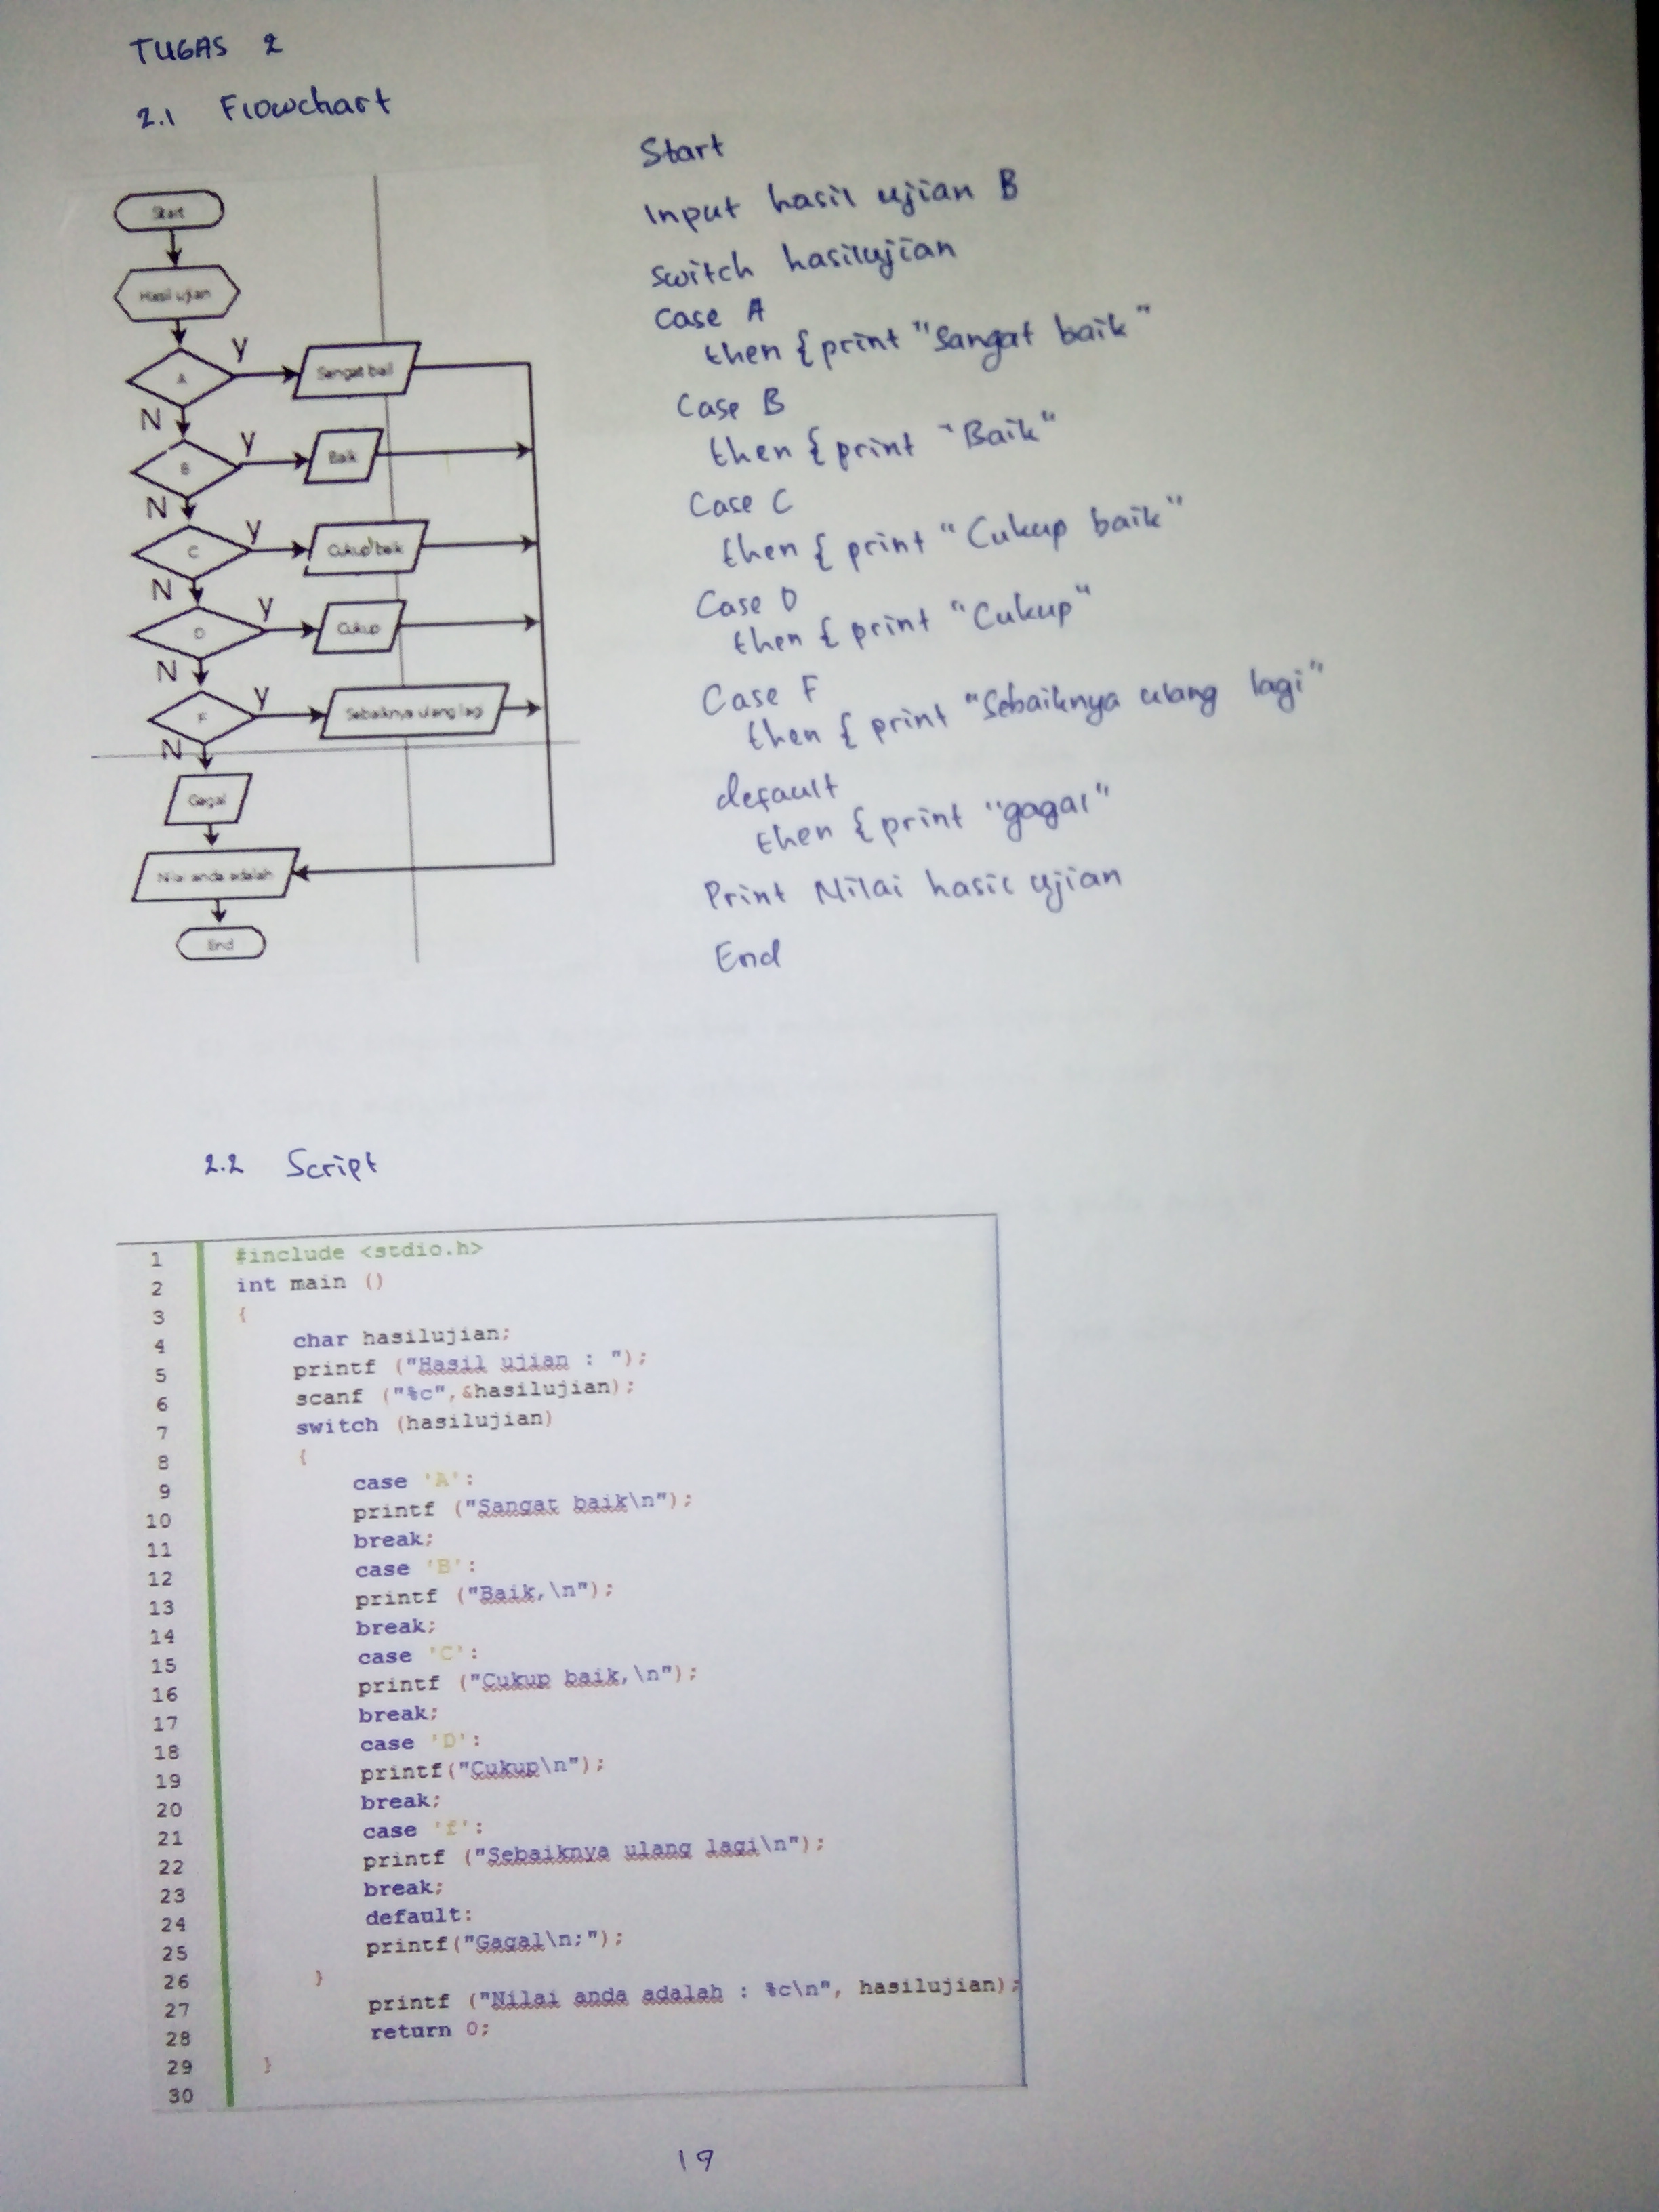 TUGAS 2
2.1 Flowchart
Start
Hasil ujian
A
Y
Sangat bail
N
B
Y
Baik
N
C
Y
Cukup baik
N
D
Y
Cukup
N
F
Y
Sebaiknya ulang lagi
N
Gagal
Nilai anda adalah
End
Start
Input hasil ujian B
Switch hasilujian
Case A
then { print "Sangat baik"
Case B
then { print "Baik"
Case C
then { print "Cukup baik"
Case D
then { print "Cukup"
Case F
then { print "Sebaiknya ulang lagi"
default
then { print "gagal"
Print Nilai hasil ujian
End
2.2 Script
1 #include <stdio.h>
2 int main ()
3 {
4 char hasilujian;
5 printf ("Hasil ujian : ");
6 scanf ("%c",&hasilujian);
7 switch (hasilujian)
8 {
9 case 'A':
10 printf ("Sangat baik\n");
11 break;
12 case 'B':
13 printf ("Baik,\n");
14 break;
15 case 'C':
16 printf ("Cukup baik,\n");
17 break;
18 case 'D':
19 printf("Cukup\n");
20 break;
21 case 'f':
22 printf ("Sebaiknya ulang lagi\n");
23 break;
24 default:
25 printf("Gagal\n;");
26 }
27 printf ("Nilai anda adalah : %c\n", hasilujian);
28 return 0;
29 }
30
19